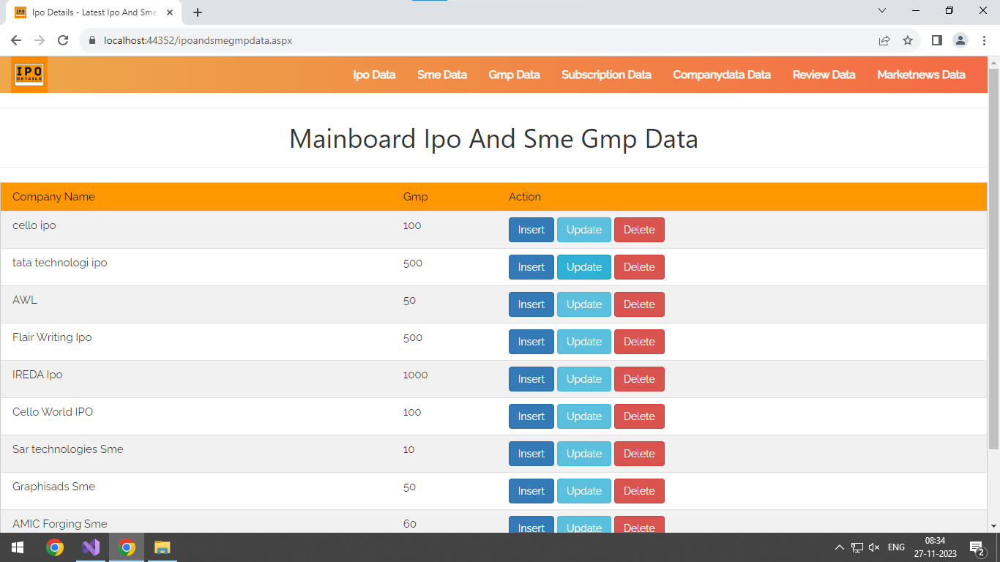 Ipo Details - Latest Ipo And Sme
localhost:44352/ipoandsmegmpdata.aspx
IPO
DETAILS
Ipo Data Sme Data Gmp Data Subscription Data Companydata Data Review Data Marketnews Data
Mainboard Ipo And Sme Gmp Data
Company Name Gmp Action
cello ipo 100 Insert Update Delete
tata technologi ipo 500 Insert Update Delete
AWL 50 Insert Update Delete
Flair Writing Ipo 500 Insert Update Delete
IREDA Ipo 1000 Insert Update Delete
Cello World IPO 100 Insert Update Delete
Sar technologies Sme 10 Insert Update Delete
Graphisads Sme 50 Insert Update Delete
AMIC Forging Sme 60 Insert Update Delete
ENG
08:34
27-11-2023
2